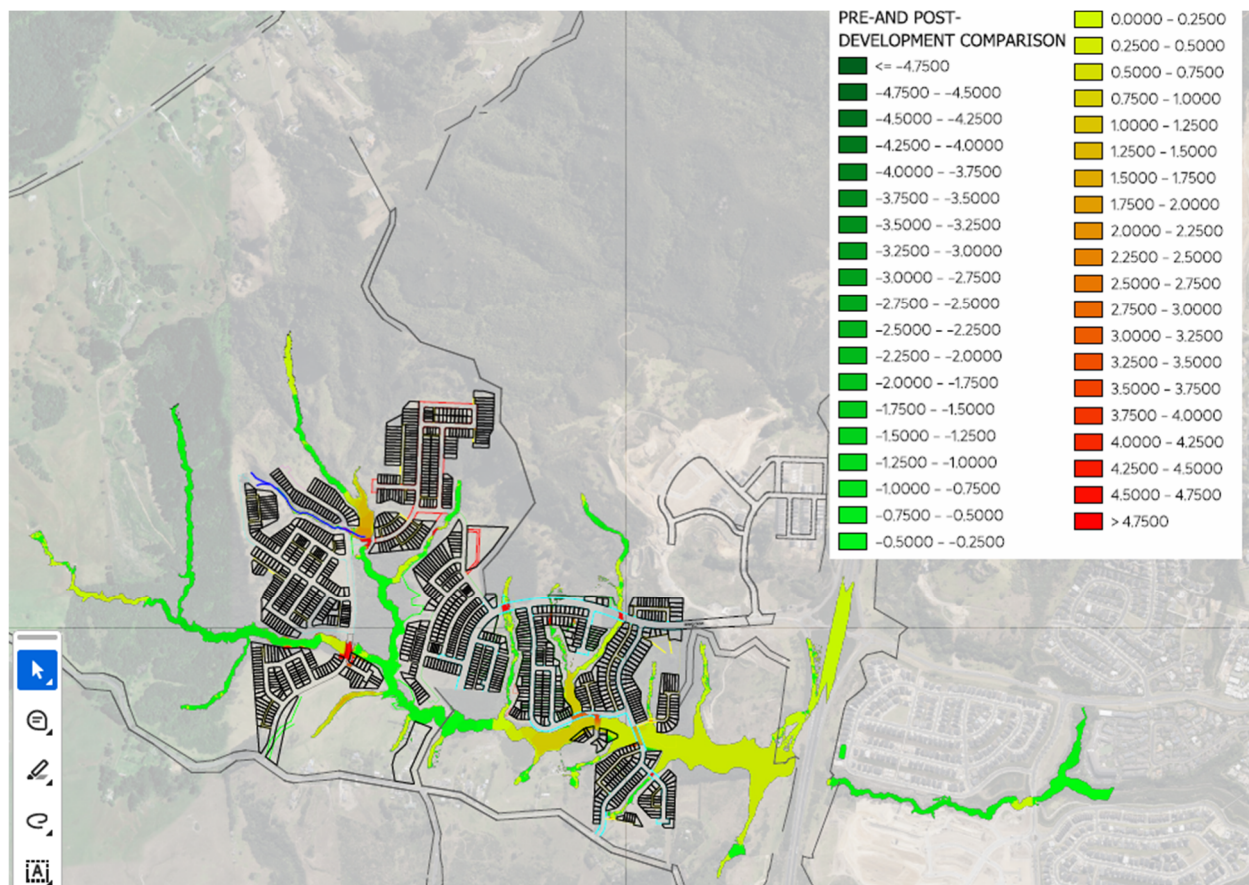 PRE-AND POST-
DEVELOPMENT COMPARISON
<= -4.7500
-4.7500 - -4.5000
-4.5000 - -4.2500
-4.2500 - -4.0000
-4.0000 - -3.7500
-3.7500 - -3.5000
-3.5000 - -3.2500
-3.2500 - -3.0000
-3.0000 - -2.7500
-2.7500 - -2.5000
-2.5000 - -2.2500
-2.2500 - -2.0000
-2.0000 - -1.7500
-1.7500 - -1.5000
-1.5000 - -1.2500
-1.2500 - -1.0000
-1.0000 - -0.7500
-0.7500 - -0.5000
-0.5000 - -0.2500
0.0000 - 0.2500
0.2500 - 0.5000
0.5000 - 0.7500
0.7500 - 1.0000
1.0000 - 1.2500
1.2500 - 1.5000
1.5000 - 1.7500
1.7500 - 2.0000
2.0000 - 2.2500
2.2500 - 2.5000
2.5000 - 2.7500
2.7500 - 3.0000
3.0000 - 3.2500
3.2500 - 3.5000
3.5000 - 3.7500
3.7500 - 4.0000
4.0000 - 4.2500
4.2500 - 4.5000
4.5000 - 4.7500
> 4.7500
A